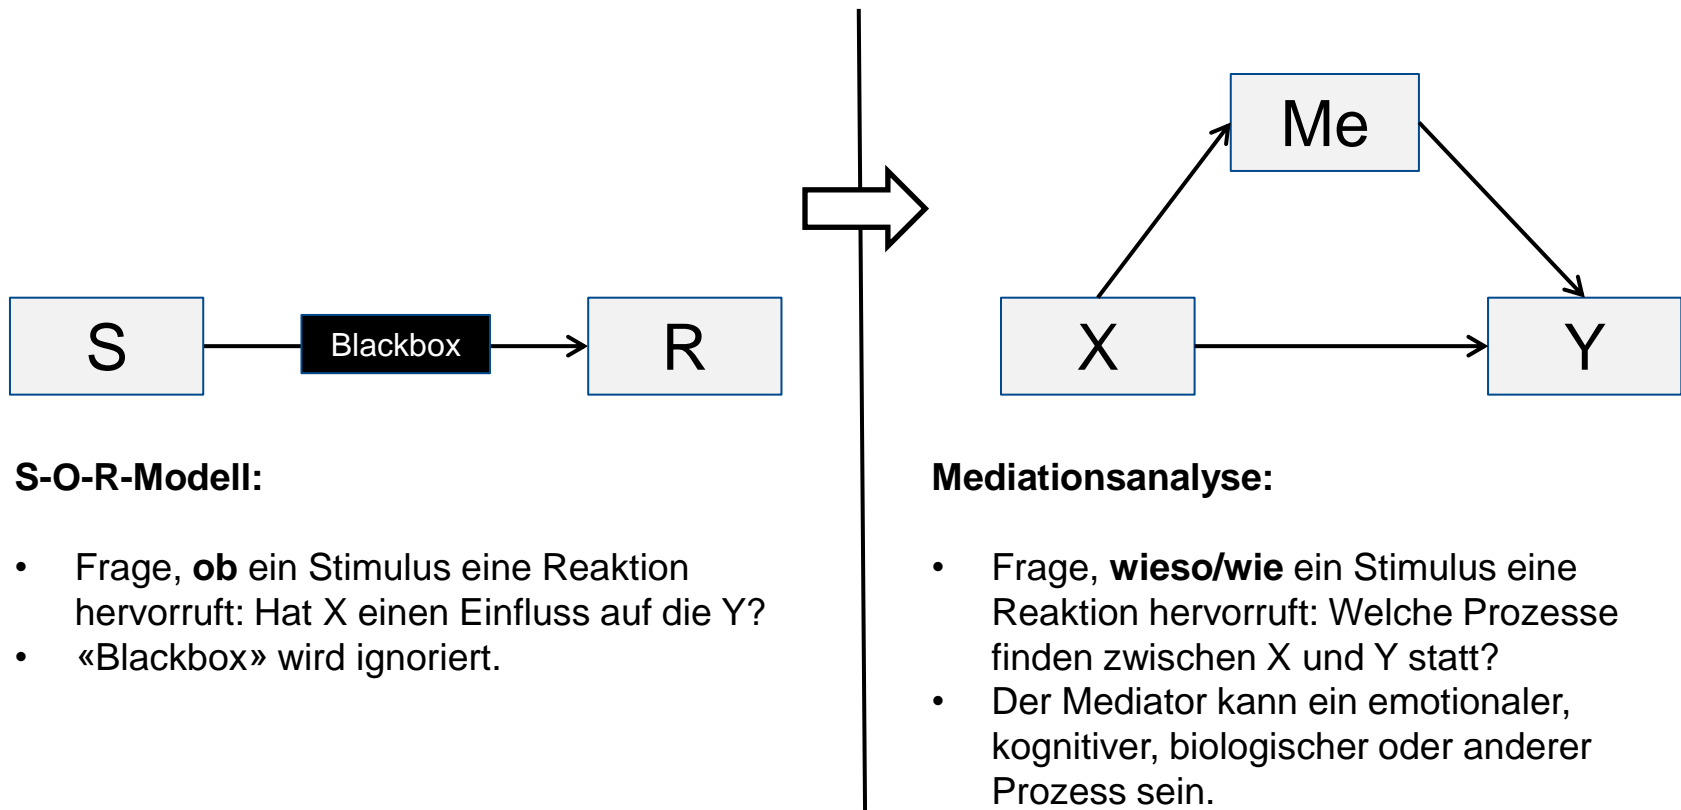 S
Blackbox
R
S-O-R-Modell:
• Frage, ob ein Stimulus eine Reaktion
hervorruft: Hat X einen Einfluss auf die Y?
• «Blackbox» wird ignoriert.
Me
X
Y
Mediationsanalyse:
• Frage, wieso/wie ein Stimulus eine
Reaktion hervorruft: Welche Prozesse
finden zwischen X und Y statt?
• Der Mediator kann ein emotionaler,
kognitiver, biologischer oder anderer
Prozess sein.